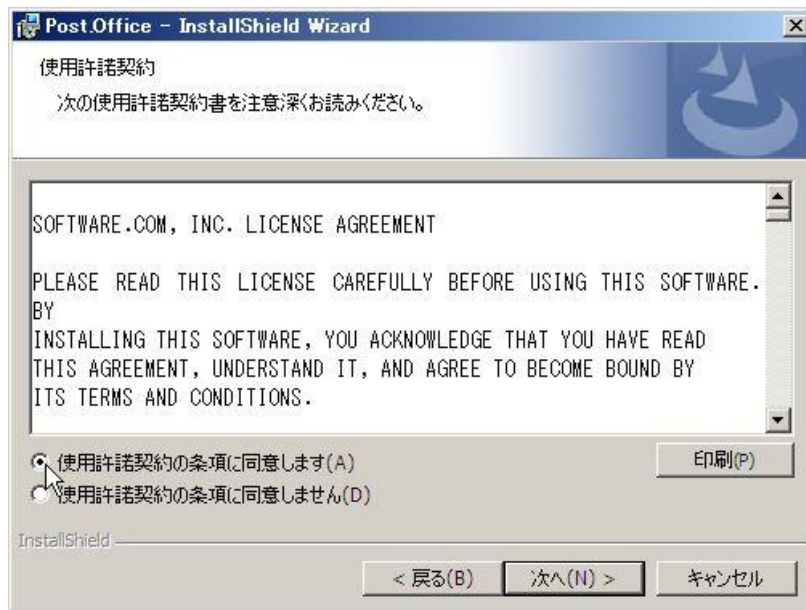 Post.Office - InstallShield Wizard
使用許諾契約
次の使用許諾契約書を注意深くお読みください。
SOFTWARE.COM, INC. LICENSE AGREEMENT
PLEASE READ THIS LICENSE CAREFULLY BEFORE USING THIS SOFTWARE.
BY
INSTALLING THIS SOFTWARE, YOU ACKNOWLEDGE THAT YOU HAVE READ
THIS AGREEMENT, UNDERSTAND IT, AND AGREE TO BECOME BOUND BY
ITS TERMS AND CONDITIONS.
使用許諾契約の条項に同意します(A)
印刷(P)
使用許諾契約の条項に同意しません(D)
InstallShield
< 戻る(B) 次へ(N) > キャンセル